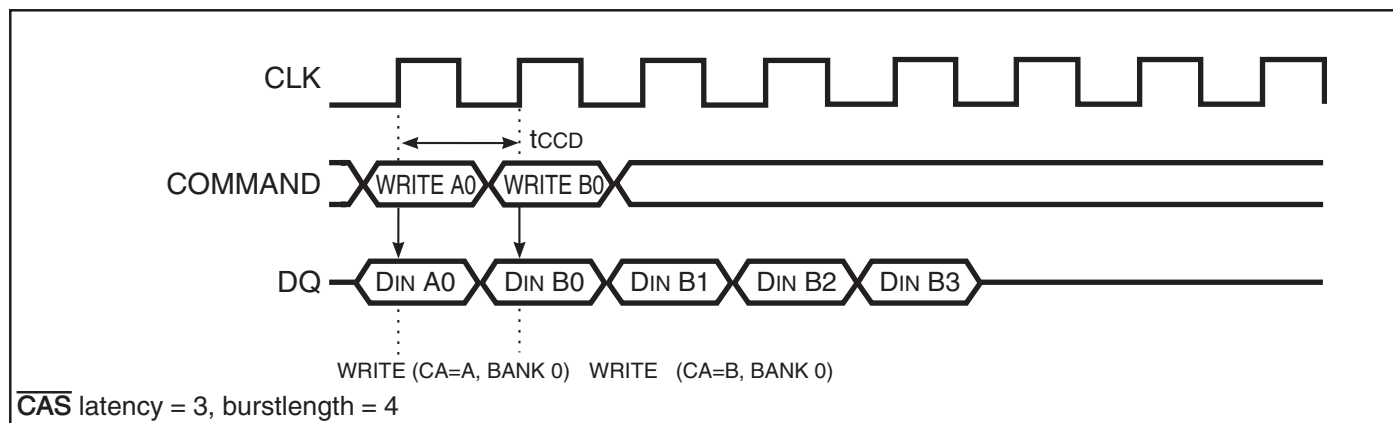 CLK
tCCD
COMMAND WRITE A0 WRITE B0
DQ DIN A0 DIN B0 DIN B1 DIN B2 DIN B3
WRITE (CA=A, BANK 0) WRITE (CA=B, BANK 0)
CAS latency = 3, burstlength = 4